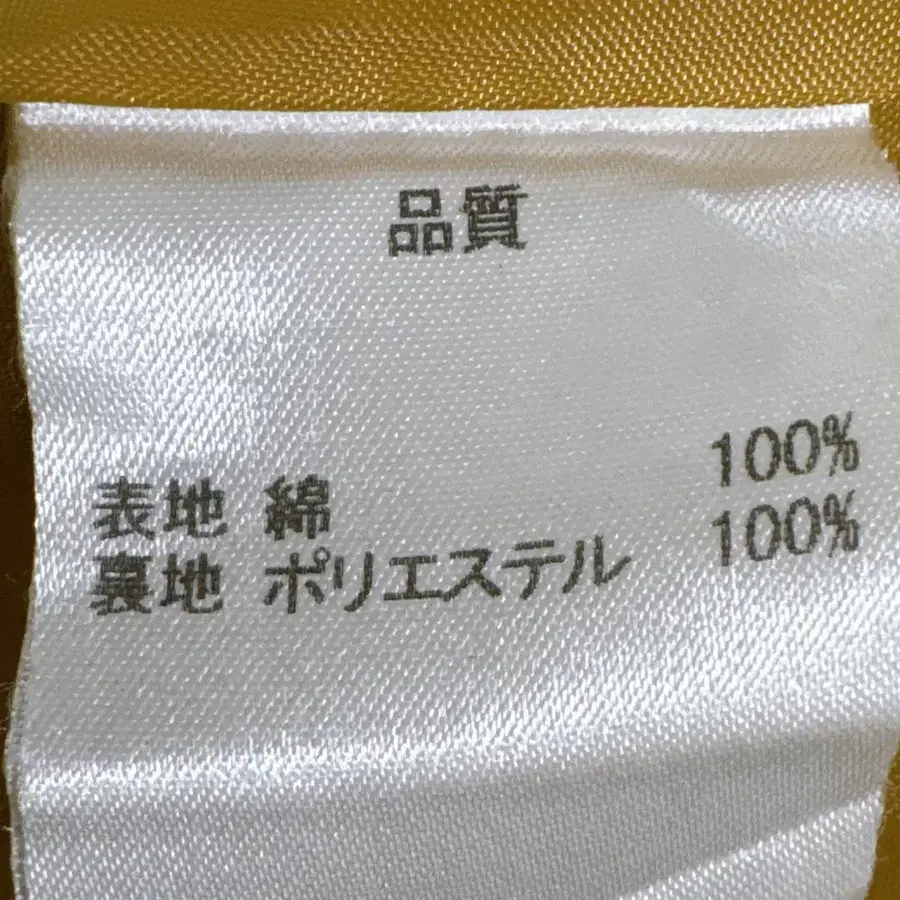 品質
表地 綿 100%
裏地 ポリエステル 100%